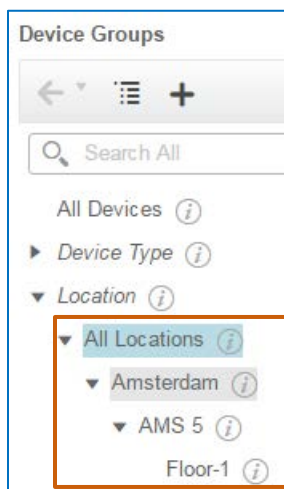 Device Groups
Search All
All Devices
Device Type
Location
All Locations
Amsterdam
AMS 5
Floor-1